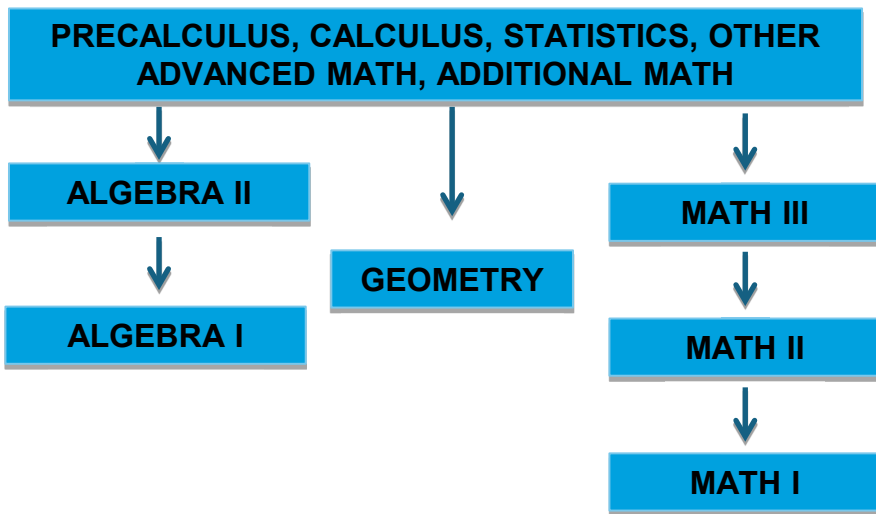 PRECALCULUS, CALCULUS, STATISTICS, OTHER
ADVANCED MATH, ADDITIONAL MATH
ALGEBRA II
MATH III
GEOMETRY
ALGEBRA I
MATH II
MATH I